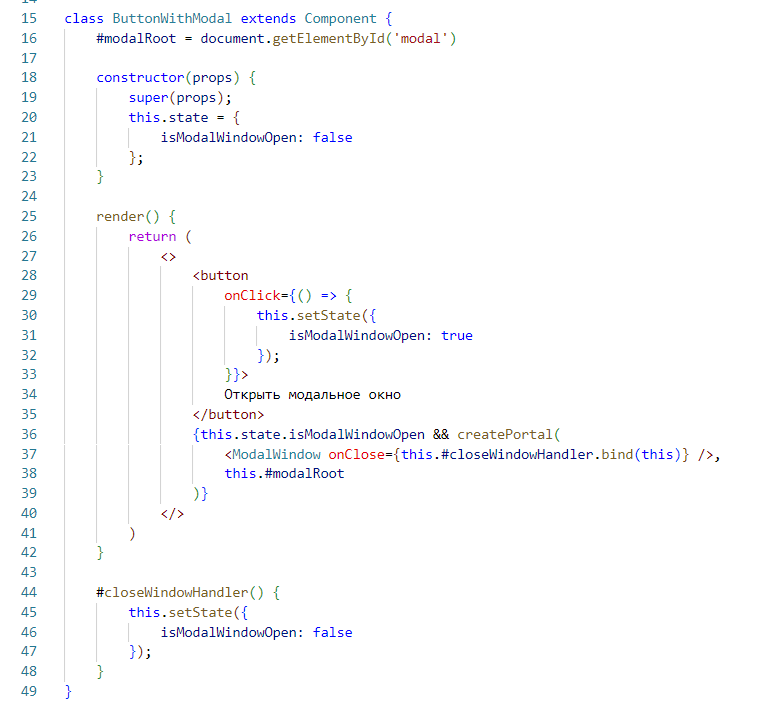 15 class ButtonWithModal extends Component {
16     #modalRoot = document.getElementById('modal')
17
18     constructor(props) {
19         super(props);
20         this.state = {
21             isModalWindowOpen: false
22         };
23     }
24
25     render() {
26         return (
27             <>
28                 <button
29                     onClick={() => {
30                         this.setState({
31                             isModalWindowOpen: true
32                         });
33                     }}>
34                     Открыть модальное окно
35                 </button>
36                 {this.state.isModalWindowOpen && createPortal(
37                     <ModalWindow onClose={this.#closeWindowHandler.bind(this)} />,
38                     this.#modalRoot
39                 )}
40             </>
41         )
42     }
43
44     #closeWindowHandler() {
45         this.setState({
46             isModalWindowOpen: false
47         });
48     }
49 }